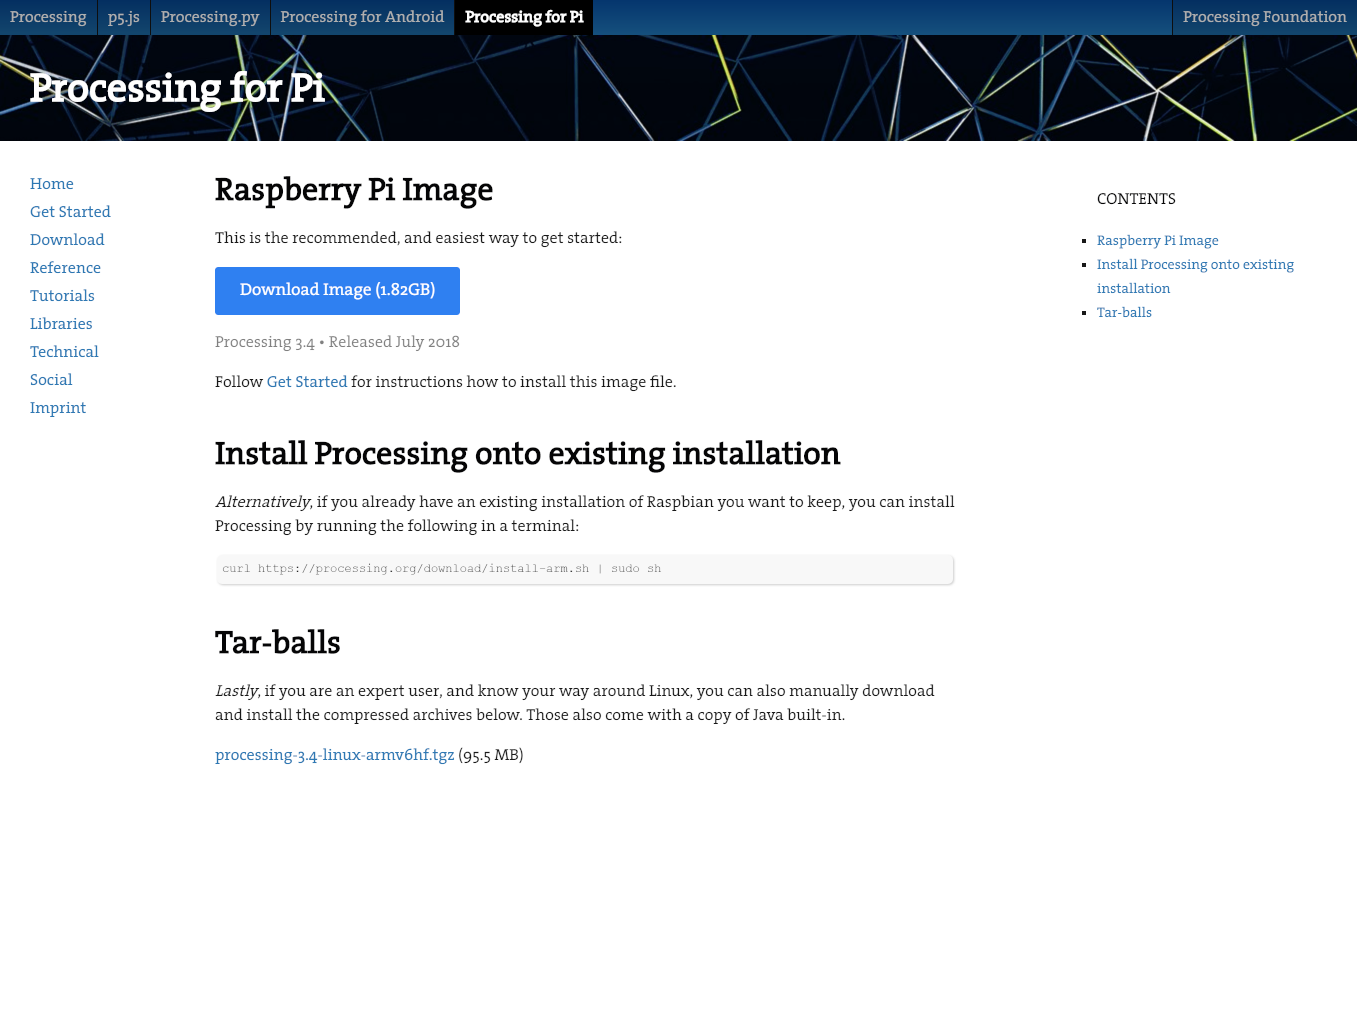 Processing
p5.js
Processing.py
Processing for Android
Processing for Pi
Processing Foundation
Processing for Pi
Home
Get Started
Download
Reference
Tutorials
Libraries
Technical
Social
Imprint
Raspberry Pi Image
This is the recommended, and easiest way to get started:
Download Image (1.82GB)
Processing 3.4 • Released July 2018
Follow Get Started for instructions how to install this image file.
Install Processing onto existing installation
Alternatively, if you already have an existing installation of Raspbian you want to keep, you can install
Processing by running the following in a terminal:
curl https://processing.org/download/install-arm.sh | sudo sh
Tar-balls
Lastly, if you are an expert user, and know your way around Linux, you can also manually download
and install the compressed archives below. Those also come with a copy of Java built-in.
processing-3.4-linux-armv6hf.tgz (95.5 MB)
CONTENTS
Raspberry Pi Image
Install Processing onto existing
installation
Tar-balls